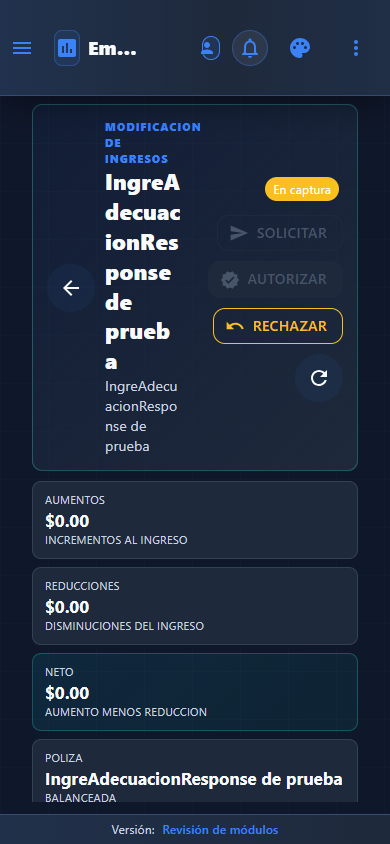 Em...
MODIFICACION
DE
INGRESOS
IngreA
decuac
ionRes
ponse
de
prueb
a
IngreAdecu
acionRespo
nse de
prueba
En captura
SOLICITAR
AUTORIZAR
RECHAZAR
AUMENTOS
$0.00
INCREMENTOS AL INGRESO
REDUCCIONES
$0.00
DISMINUCIONES DEL INGRESO
NETO
$0.00
AUMENTO MENOS REDUCCION
POLIZA
IngreAdecuacionResponse de prueba
BALANCEADA
Versión: Revisión de módulos